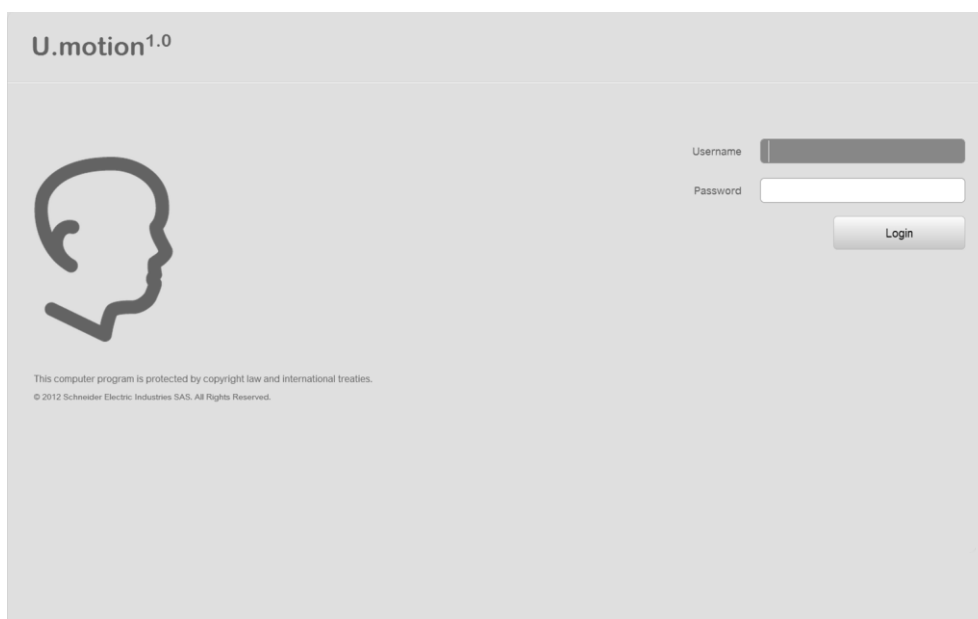 U.motion1.0
Username
Password
Login
This computer program is protected by copyright law and international treaties.
© 2012 Schneider Electric Industries SAS. All Rights Reserved.